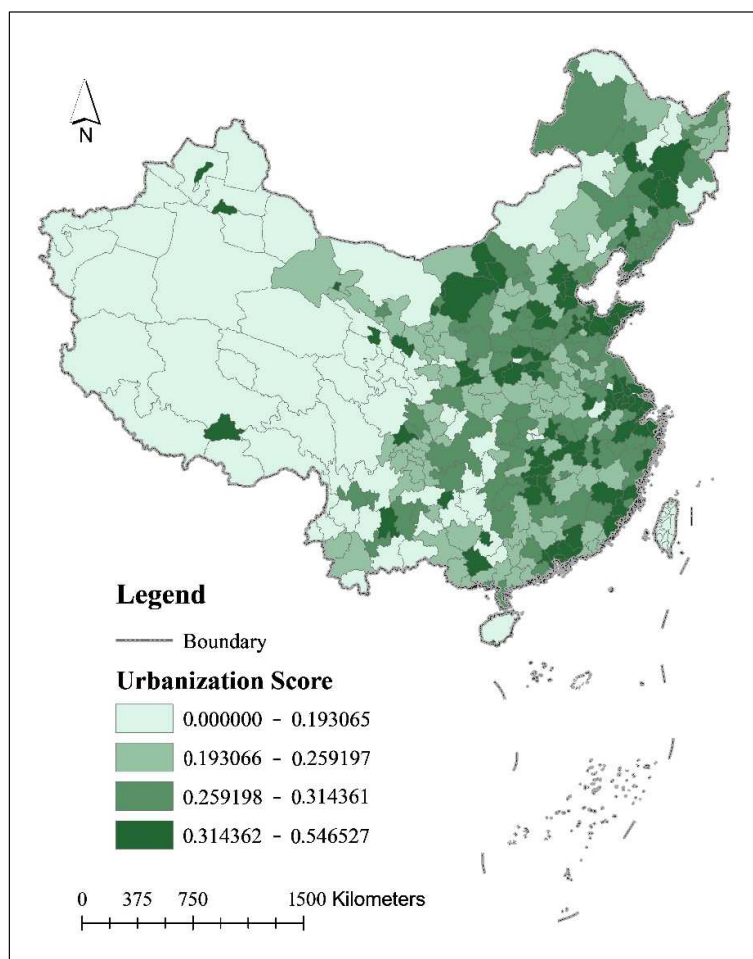 N
Legend
Boundary
Urbanization Score
0.000000 - 0.193065
0.193066 - 0.259197
0.259198 - 0.314361
0.314362 - 0.546527
0 375 750 1500 Kilometers